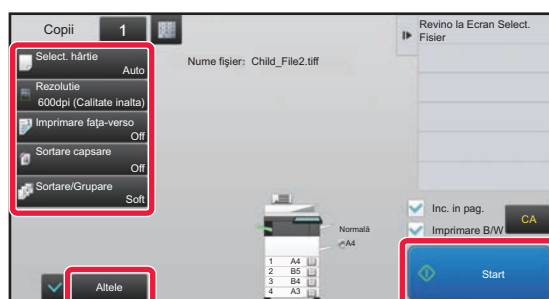 Copii 1
Select. hârtie
Auto
Rezolutie
600dpi (Calitate inalta)
Imprimare faţa-verso
Off
Sortare capsare
Off
Sortare/Grupare
Soft
Altele
Nume fişier: Child_File2.tiff
Normală
A4
1 A4
2 B5
3 B4
4 A3
Revino la Ecran Select.
Fisier
Inc. in pag.
Imprimare B/W
CA
Start